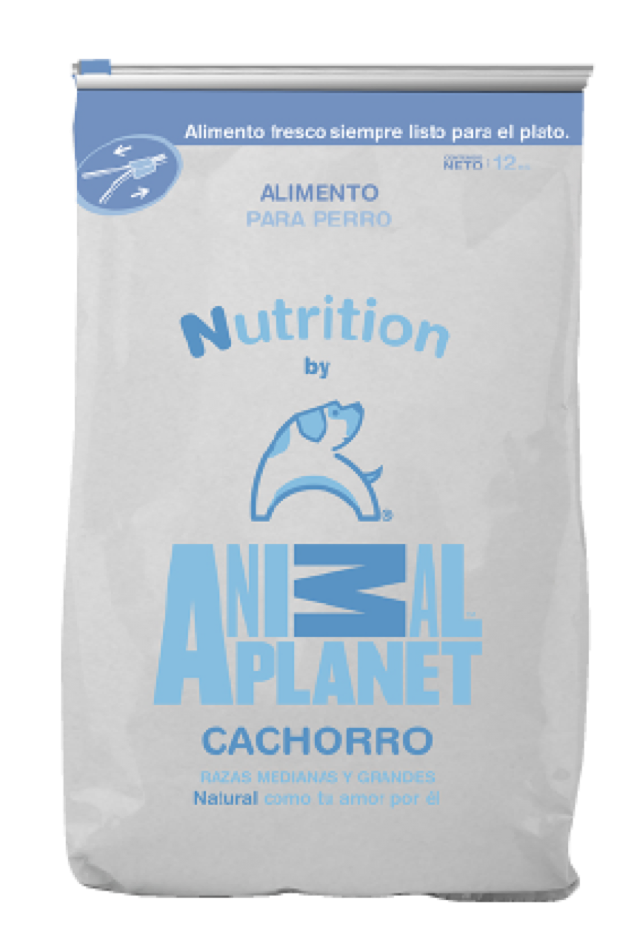 Alimento fresco siempre listo para el plato.
CONTENIDO
NETO 12
ALIMENTO
PARA PERRO
Nutrition
by
®
ANIMAL
PLANET
CACHORRO
RAZAS MEDIANAS Y GRANDES
Natural como tu amor por él